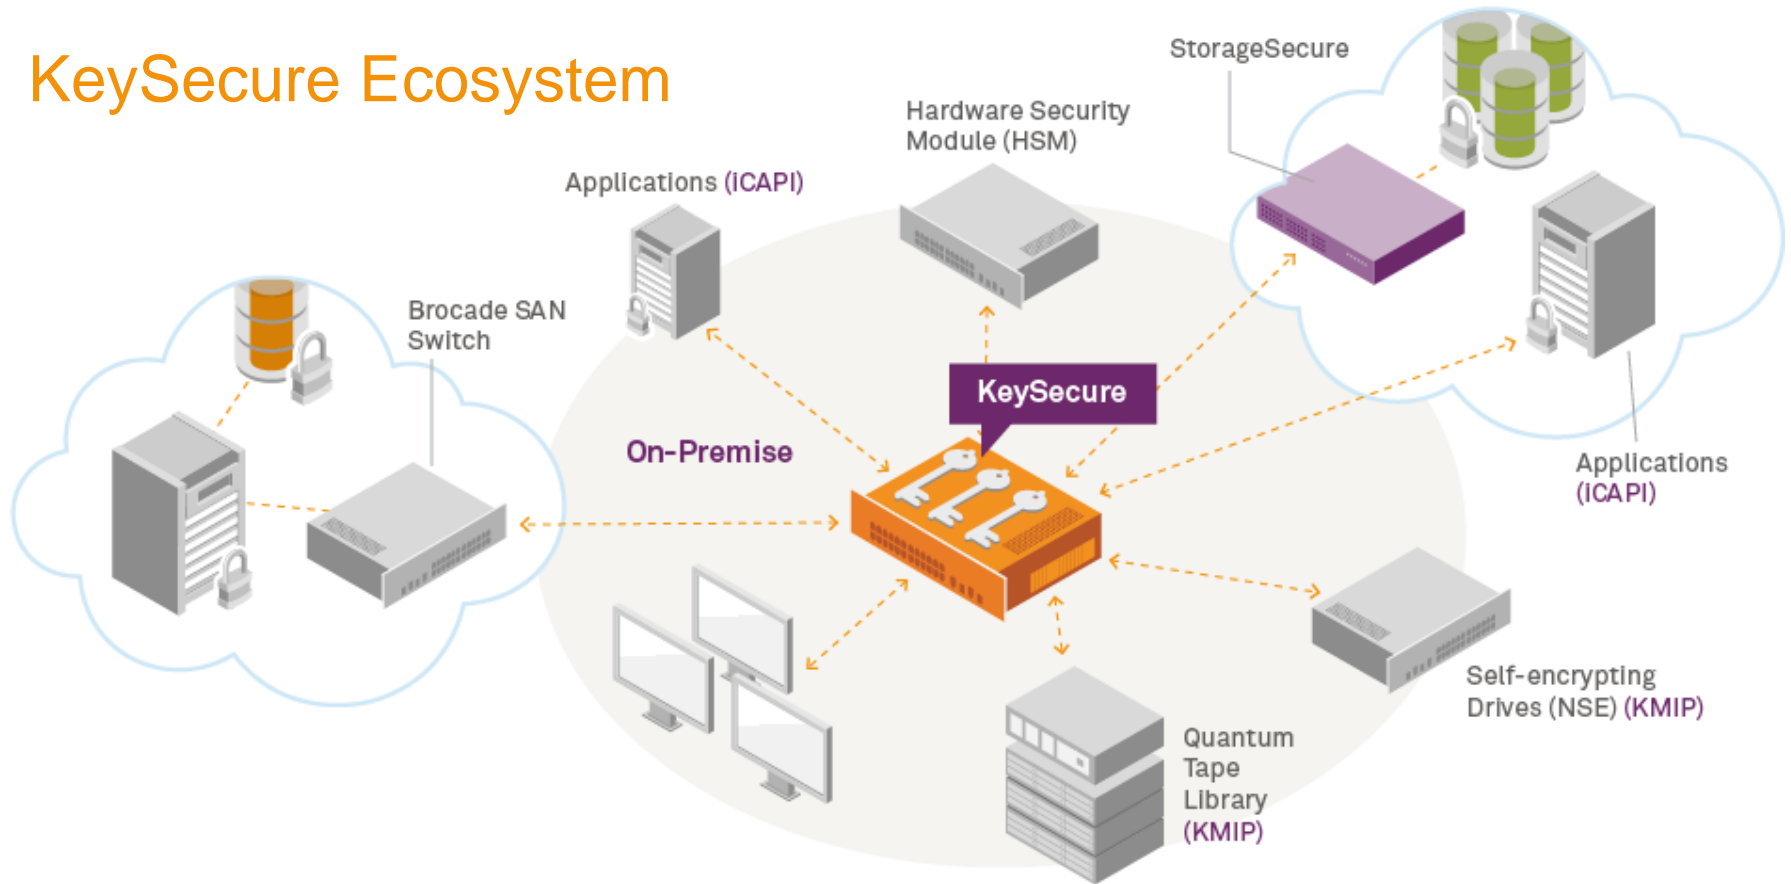 KeySecure Ecosystem
StorageSecure
Hardware Security
Module (HSM)
Applications (iCAPI)
Brocade SAN
Switch
KeySecure
On-Premise
Applications
(iCAPI)
Self-encrypting
Drives (NSE) (KMIP)
Quantum
Tape
Library
(KMIP)